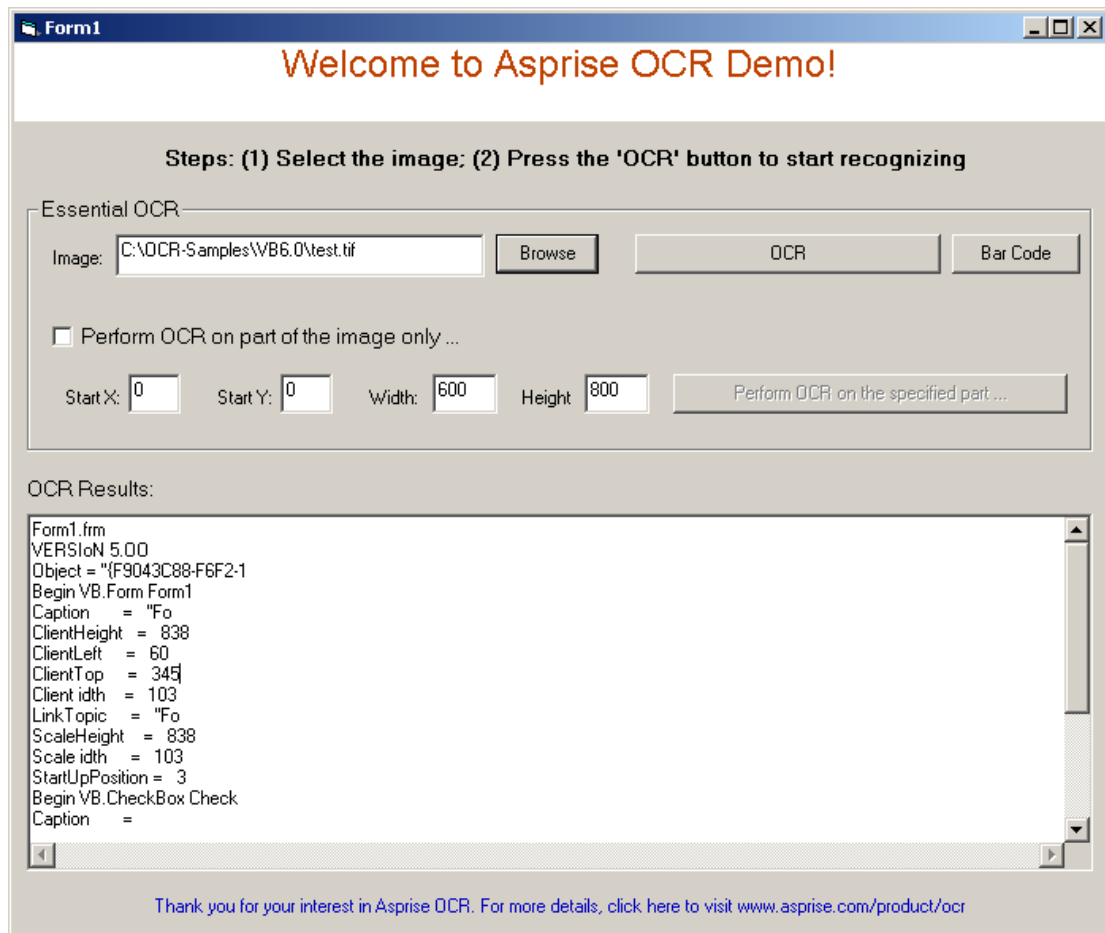 Form1
Welcome to Asprise OCR Demo!
Steps: (1) Select the image; (2) Press the 'OCR' button to start recognizing
Essential OCR
Image: C:\OCR-Samples\VB6.0\test.tif Browse OCR Bar Code
Perform OCR on part of the image only ...
Start X: 0 Start Y: 0 Width: 600 Height 800 Perform OCR on the specified part ...
OCR Results:
Form1.frm
VERSIoN 5.OO
Object = "{F9043C88-F6F2-1
Begin VB.Form Form1
Caption = "Fo
ClientHeight = 838
ClientLeft = 60
ClientTop = 345
Client idth = 103
LinkTopic = "Fo
ScaleHeight = 838
Scale idth = 103
StartUpPosition = 3
Begin VB.CheckBox Check
Caption =
Thank you for your interest in Asprise OCR. For more details, click here to visit www.asprise.com/product/ocr